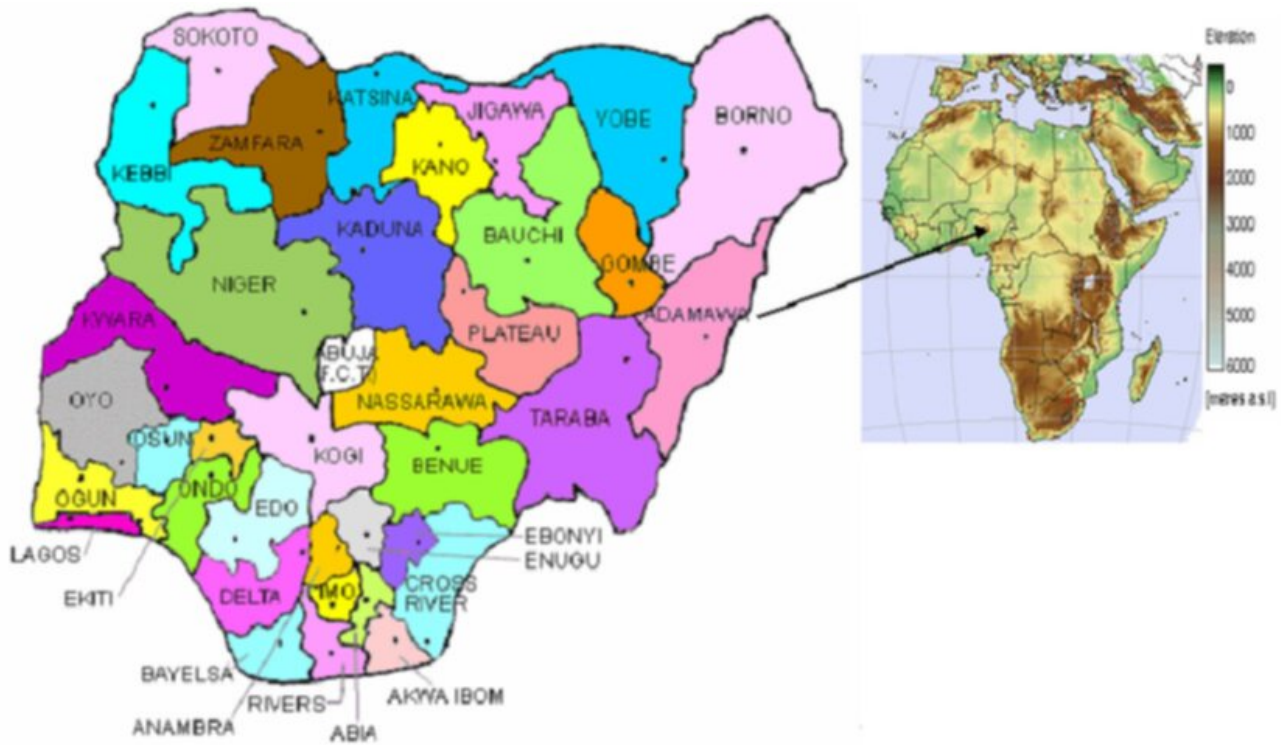 SOKOTO
KATSINA
JIGAWA
YOBE
BORNO
ZAMFARA
KANO
KEBBI
KADUNA
BAUCHI
GOMBE
NIGER
ADAMAWA
KWARA
PLATEAU
ABUJA
(F.C.T)
OYO
NASSARAWA
TARABA
OSUN
KOGI
BENUE
OGUN
ONDO
EDO
LAGOS
EBONYI
ENUGU
EKITI
DELTA
IMO
CROSS
RIVER
BAYELSA
RIVERS
AKWA IBOM
ANAMBRA
ABIA
Elevation
0
1000
2000
3000
4000
5000
6000
[metres a.s.l]